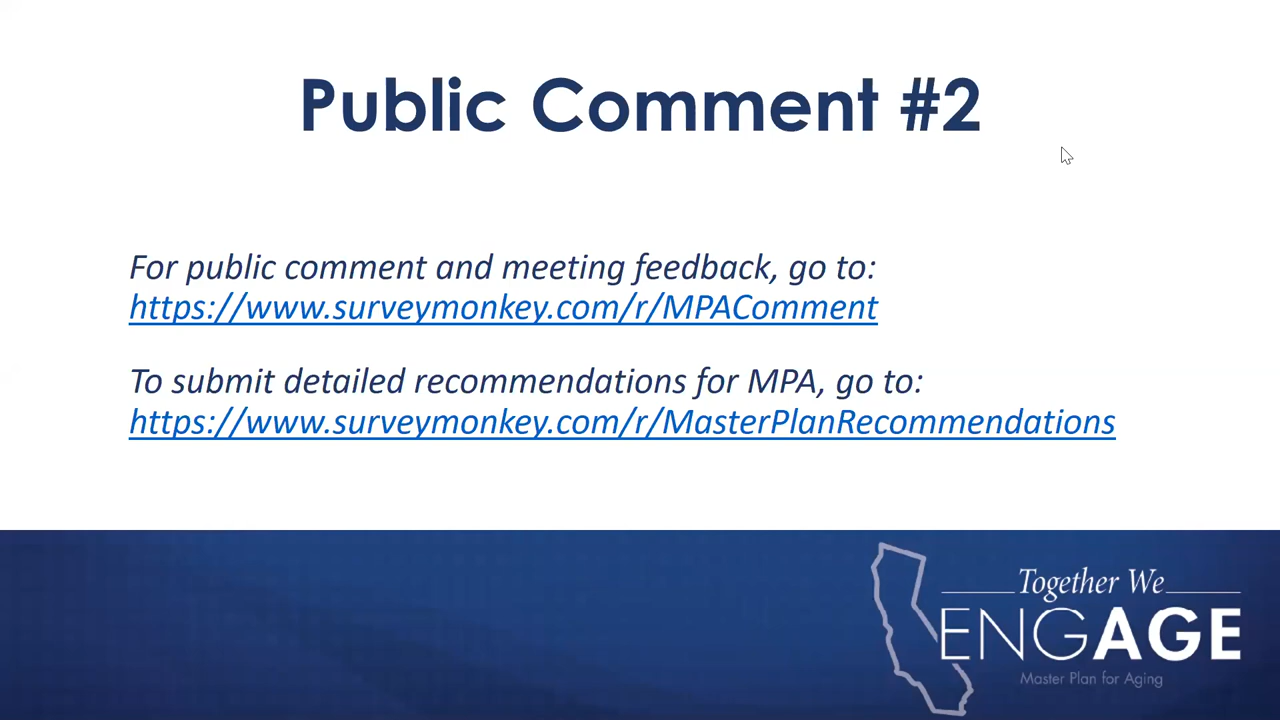 Public Comment #2
For public comment and meeting feedback, go to:
https://www.surveymonkey.com/r/MPAComment
To submit detailed recommendations for MPA, go to:
https://www.surveymonkey.com/r/MasterPlanRecommendations
Together We
ENGAGE
Master Plan for Aging